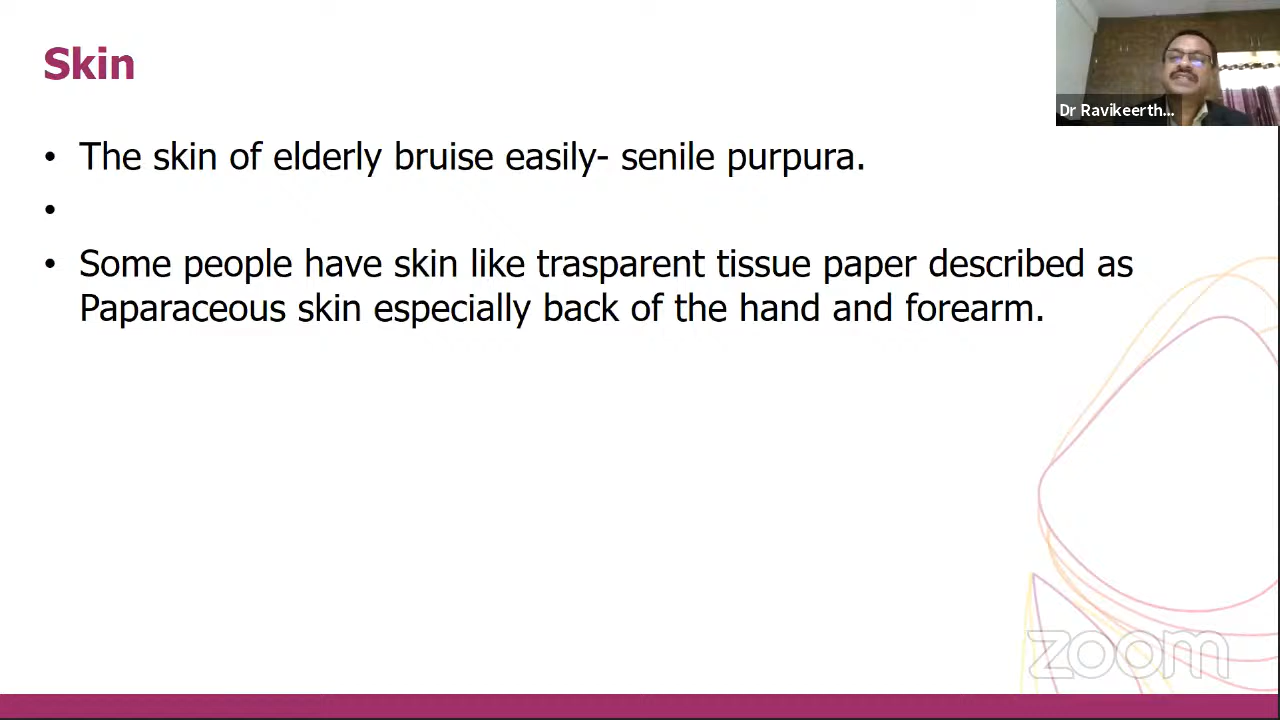 Skin
Dr Ravikeerth...
• The skin of elderly bruise easily- senile purpura.
•
• Some people have skin like trasparent tissue paper described as
Paparaceous skin especially back of the hand and forearm.
zoom